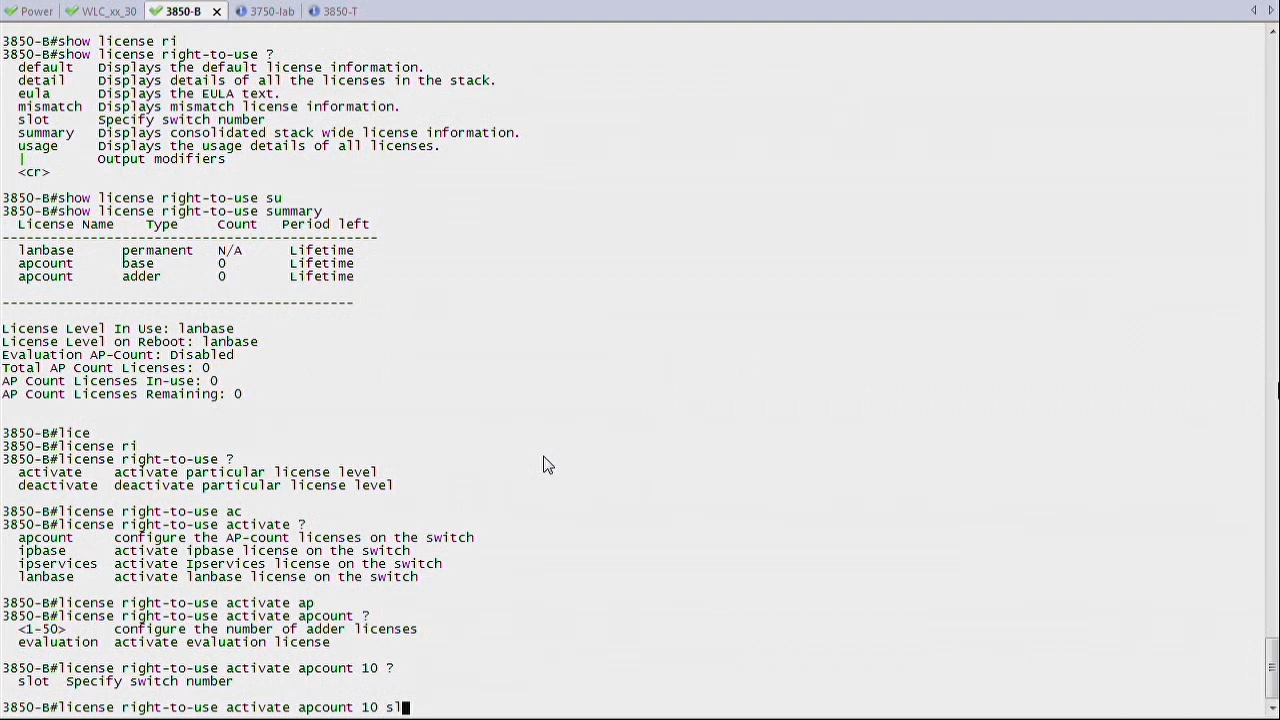 Power WLC_xx_30 3850-B 3750-lab 3850-T
3850-B#show license ri
3850-B#show license right-to-use ?
  default   Displays the default license information.
  detail    Displays details of all the licenses in the stack.
  eula      Displays the EULA text.
  mismatch  Displays mismatch license information.
  slot      Specify switch number
  summary   Displays consolidated stack wide license information.
  usage     Displays the usage details of all licenses.
  |         Output modifiers
  <cr>
3850-B#show license right-to-use su
3850-B#show license right-to-use summary
  License Name    Type     Count   Period left
-----------------------------------------------
  lanbase      permanent   N/A      Lifetime
  apcount      base        0        Lifetime
  apcount      adder       0        Lifetime
--------------------------------------------
License Level In Use: lanbase
License Level on Reboot: lanbase
Evaluation AP-Count: Disabled
Total AP Count Licenses: 0
AP Count Licenses In-use: 0
AP Count Licenses Remaining: 0
3850-B#lice
3850-B#license ri
3850-B#license right-to-use ?
  activate    activate particular license level
  deactivate  deactivate particular license level
3850-B#license right-to-use ac
3850-B#license right-to-use activate ?
  apcount     configure the AP-count licenses on the switch
  ipbase      activate ipbase license on the switch
  ipservices  activate Ipservices license on the switch
  lanbase     activate lanbase license on the switch
3850-B#license right-to-use activate ap
3850-B#license right-to-use activate apcount ?
  <1-50>      configure the number of adder licenses
  evaluation  activate evaluation license
3850-B#license right-to-use activate apcount 10 ?
  slot  Specify switch number
3850-B#license right-to-use activate apcount 10 sl